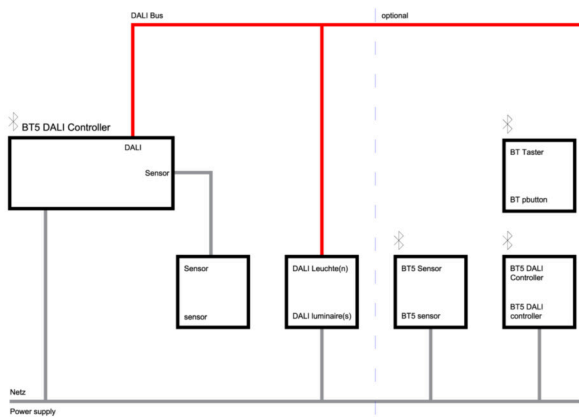 DALI Bus
optional
BT5 DALI Controller
DALI
Sensor
BT Taster
BT pbutton
Sensor
sensor
DALI Leuchte(n)
DALI luminaire(s)
BT5 Sensor
BT5 sensor
BT5 DALI
Controller
BT5 DALI
controller
Netz
Power supply